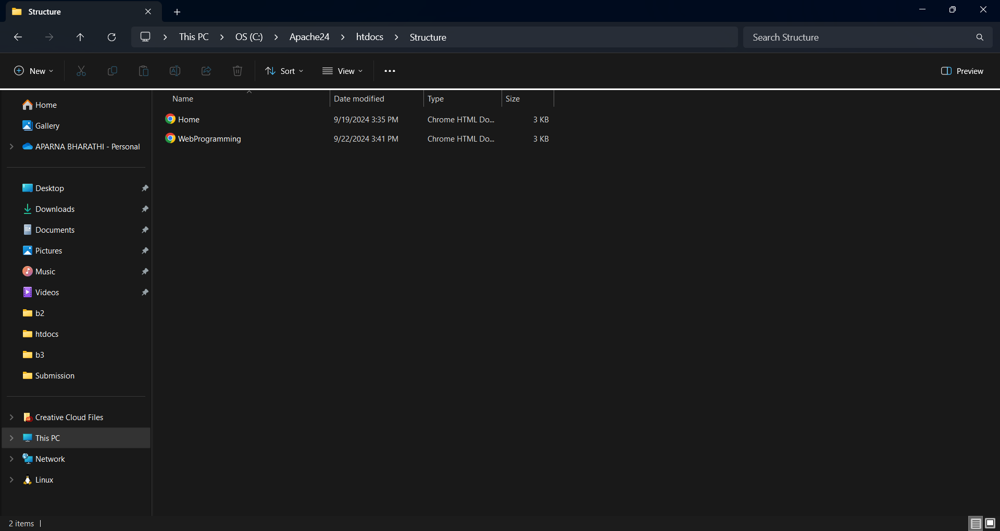 Structure
This PC OS (C:) Apache24 htdocs Structure
Search Structure
New Sort View ••• Preview
Name Date modified Type Size
Home 9/19/2024 3:35 PM Chrome HTML Do... 3 KB
WebProgramming 9/22/2024 3:41 PM Chrome HTML Do... 3 KB
Home
Gallery
APARNA BHARATHI - Personal
Desktop
Downloads
Documents
Pictures
Music
Videos
b2
htdocs
b3
Submission
Creative Cloud Files
This PC
Network
Linux
2 items